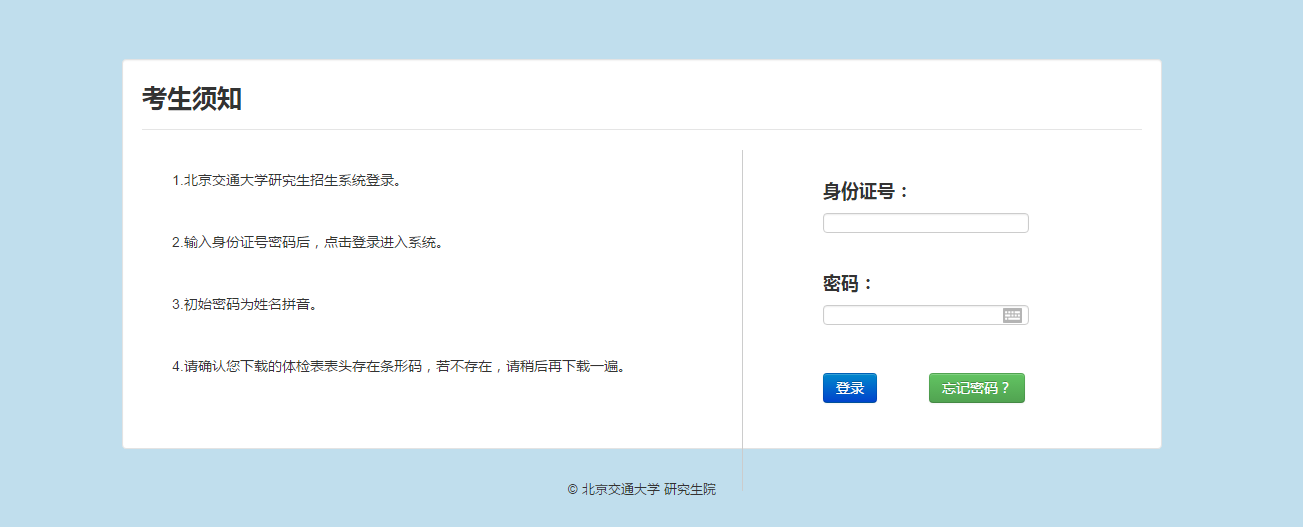 考生须知
1.北京交通大学研究生招生系统登录。
2.输入身份证号密码后，点击登录进入系统。
3.初始密码为姓名拼音。
4.请确认您下载的体检表表头存在条形码，若不存在，请稍后再下载一遍。
身份证号：
密码：
登录 忘记密码？
© 北京交通大学 研究生院